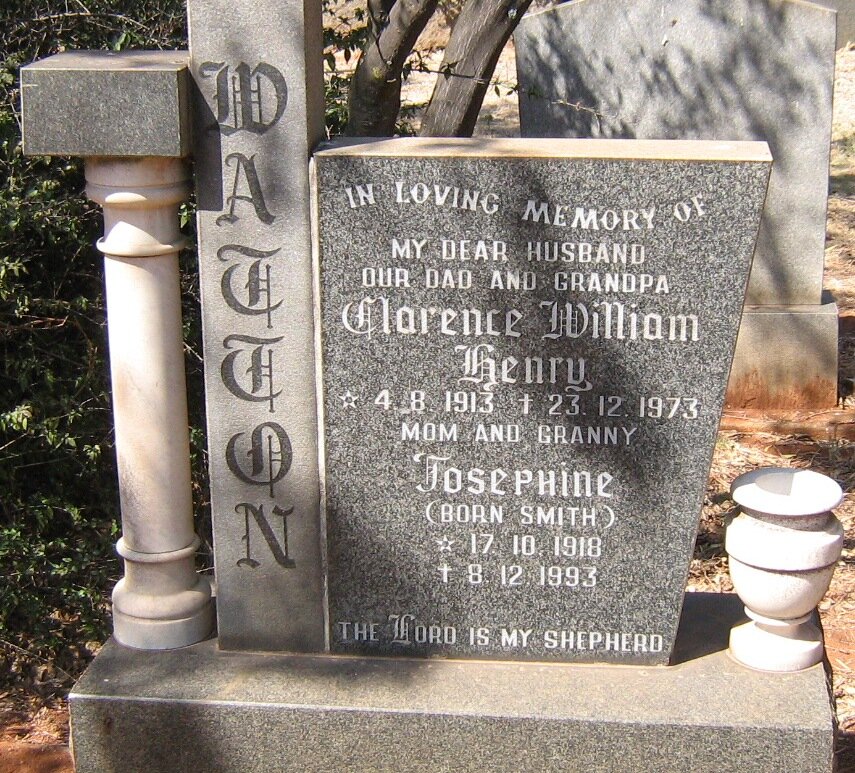 WATTON
IN LOVING MEMORY OF
MY DEAR HUSBAND
OUR DAD AND GRANDPA
Clarence William
Henry
☆ 4. 8. 1913 † 23. 12. 1973
MOM AND GRANNY
Josephine
(BORN SMITH)
☆ 17. 10. 1918
† 8. 12. 1993
THE LORD IS MY SHEPHERD